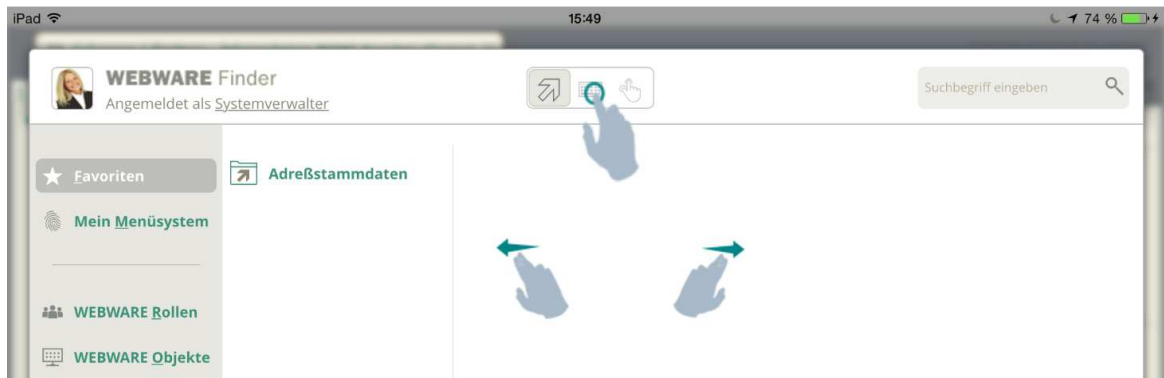 iPad 15:49 74 %
WEBWARE Finder
Angemeldet als Systemverwalter
Suchbegriff eingeben
Favoriten
Adreßstammdaten
Mein Menüsystem
WEBWARE Rollen
WEBWARE Objekte